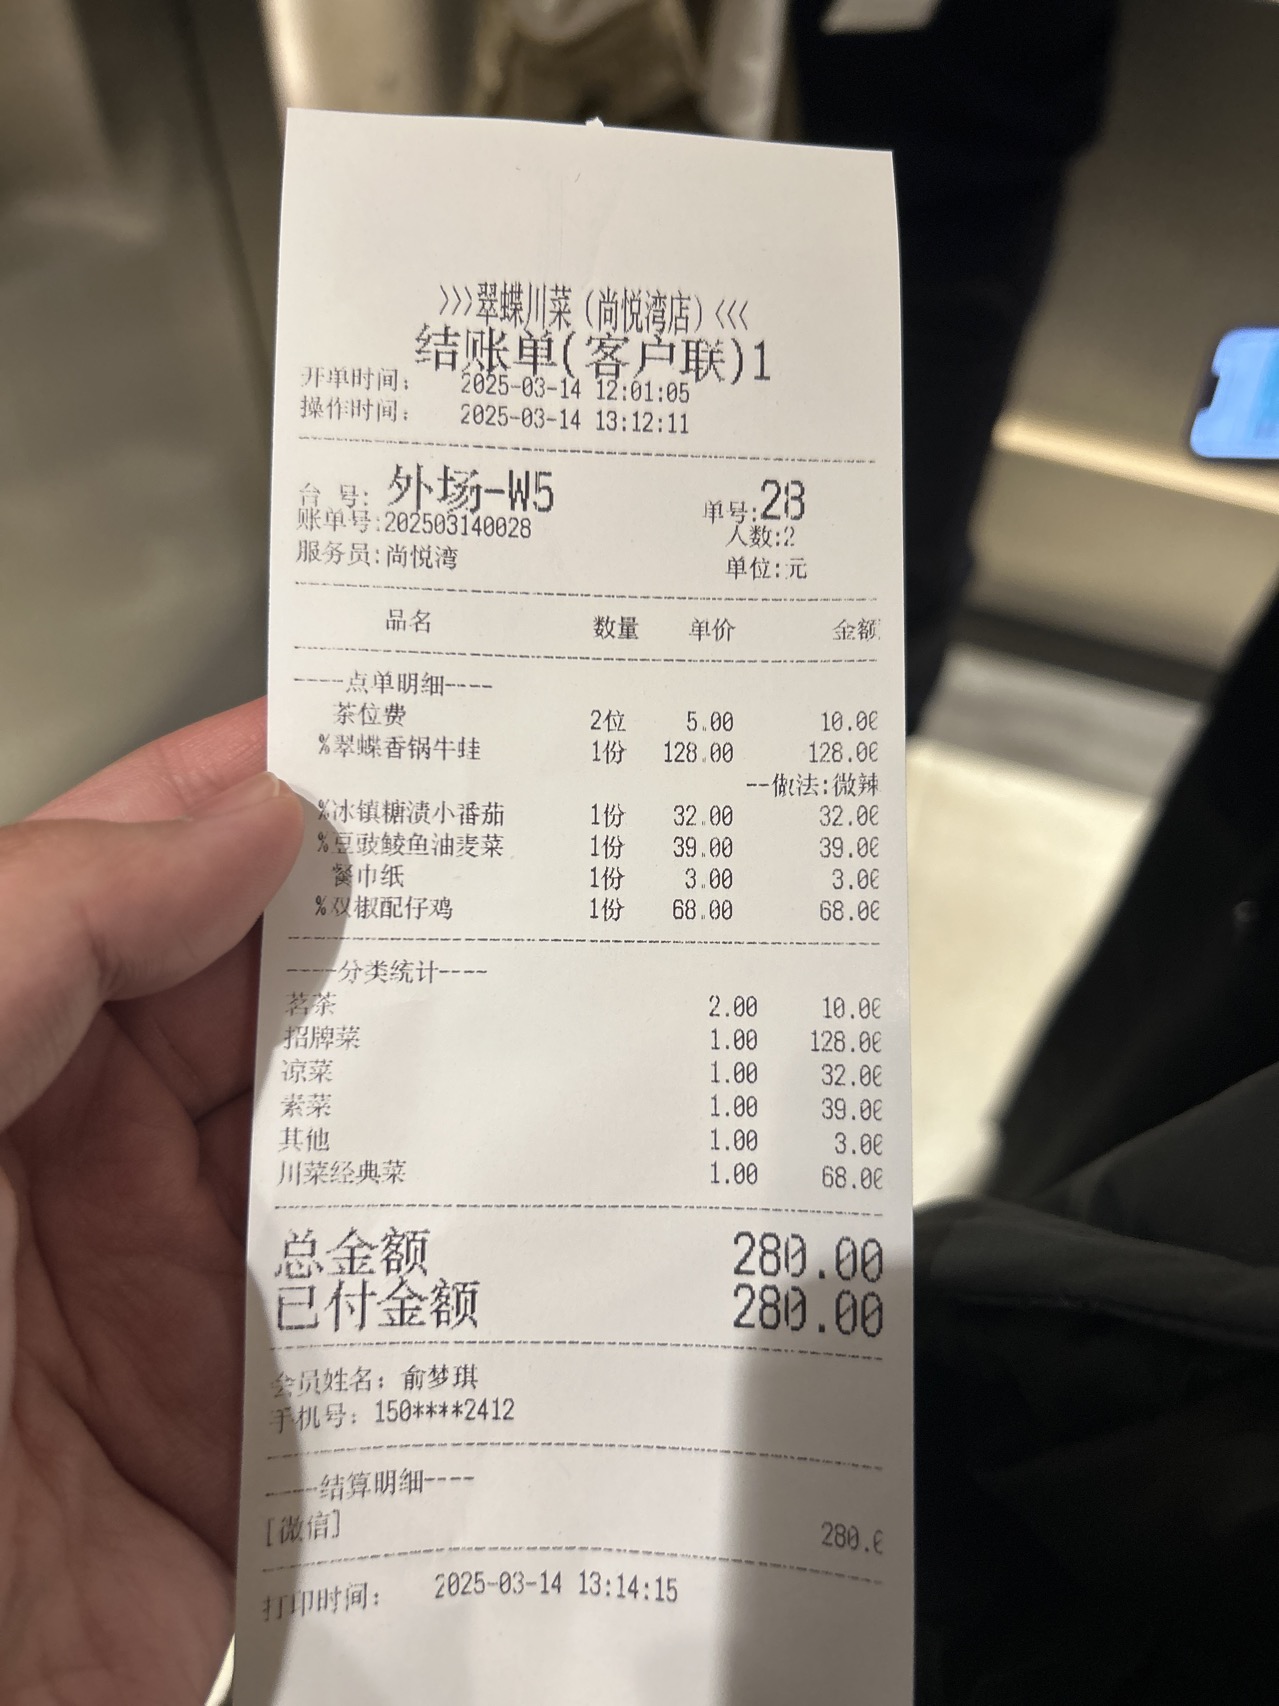 >>>翠蝶川菜(尚悦湾店)<<<
结账单(客户联)1
开单时间: 2025-03-14 12:01:05
操作时间: 2025-03-14 13:12:11
台 号: 外场-W5 单号:28
账单号:202503140028 人数:2
服务员:尚悦湾 单位:元
品名 数量 单价 金额
----点单明细----
茶位费 2位 5.00 10.00
%翠蝶香锅牛蛙 1份 128.00 128.00
--做法:微辣
%冰镇糖渍小番茄 1份 32.00 32.00
%豆豉鲮鱼油麦菜 1份 39.00 39.00
餐巾纸 1份 3.00 3.00
%双椒配仔鸡 1份 68.00 68.00
----分类统计----
茗茶 2.00 10.00
招牌菜 1.00 128.00
凉菜 1.00 32.00
素菜 1.00 39.00
其他 1.00 3.00
川菜经典菜 1.00 68.00
总金额 280.00
已付金额 280.00
会员姓名: 俞梦琪
手机号: 150****2412
----结算明细----
[微信] 280.0
打印时间: 2025-03-14 13:14:15